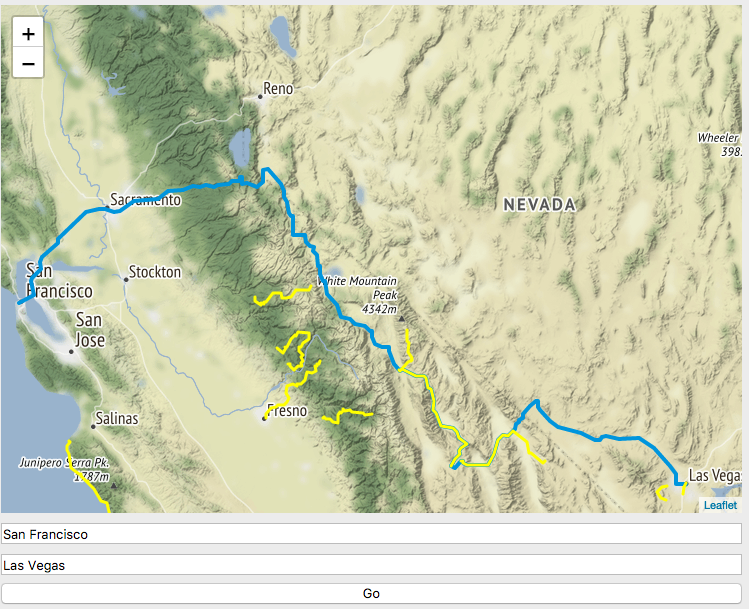 +
−
Reno
Wheeler
398
Sacramento
NEVADA
San
Francisco
Stockton
White Mountain
Peak
4342m
San
Jose
Fresno
Salinas
Junipero Serra Pk.
1787m
Las Vega
Leaflet
San Francisco
Las Vegas
Go